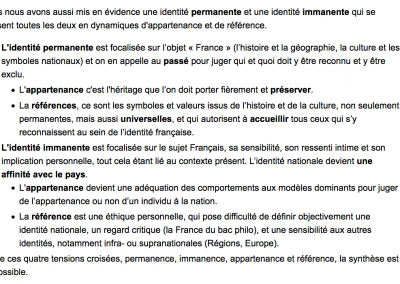 s nous avons aussi mis en évidence une identité permanente et une identité immanente qui se
sent toutes les deux en dynamiques d'appartenance et de référence.
L'identité permanente est focalisée sur l'objet « France » (l'histoire et la géographie, la culture et les
symboles nationaux) et on en appelle au passé pour juger qui et quoi doit y être reconnu et y être
exclu.
• L'appartenance c'est l'héritage que l'on doit porter fièrement et préserver.
• La références, ce sont les symboles et valeurs issus de l'histoire et de la culture, non seulement
permanentes, mais aussi universelles, et qui autorisent à accueillir tous ceux qui s'y
reconnaissent au sein de l'identité française.
L'identité immanente est focalisée sur le sujet Français, sa sensibilité, son ressenti intime et son
implication personnelle, tout cela étant lié au contexte présent. L'identité nationale devient une
affinité avec le pays.
• L'appartenance devient une adéquation des comportements aux modèles dominants pour juger
de l'appartenance ou non d'un individu à la nation.
• La référence est une éthique personnelle, qui pose difficulté de définir objectivement une
identité nationale, un regard critique (la France du bac philo), et une sensibilité aux autres
identités, notamment infra- ou supranationales (Régions, Europe).
e ces quatre tensions croisées, permanence, immanence, appartenance et référence, la synthèse est
ossible.